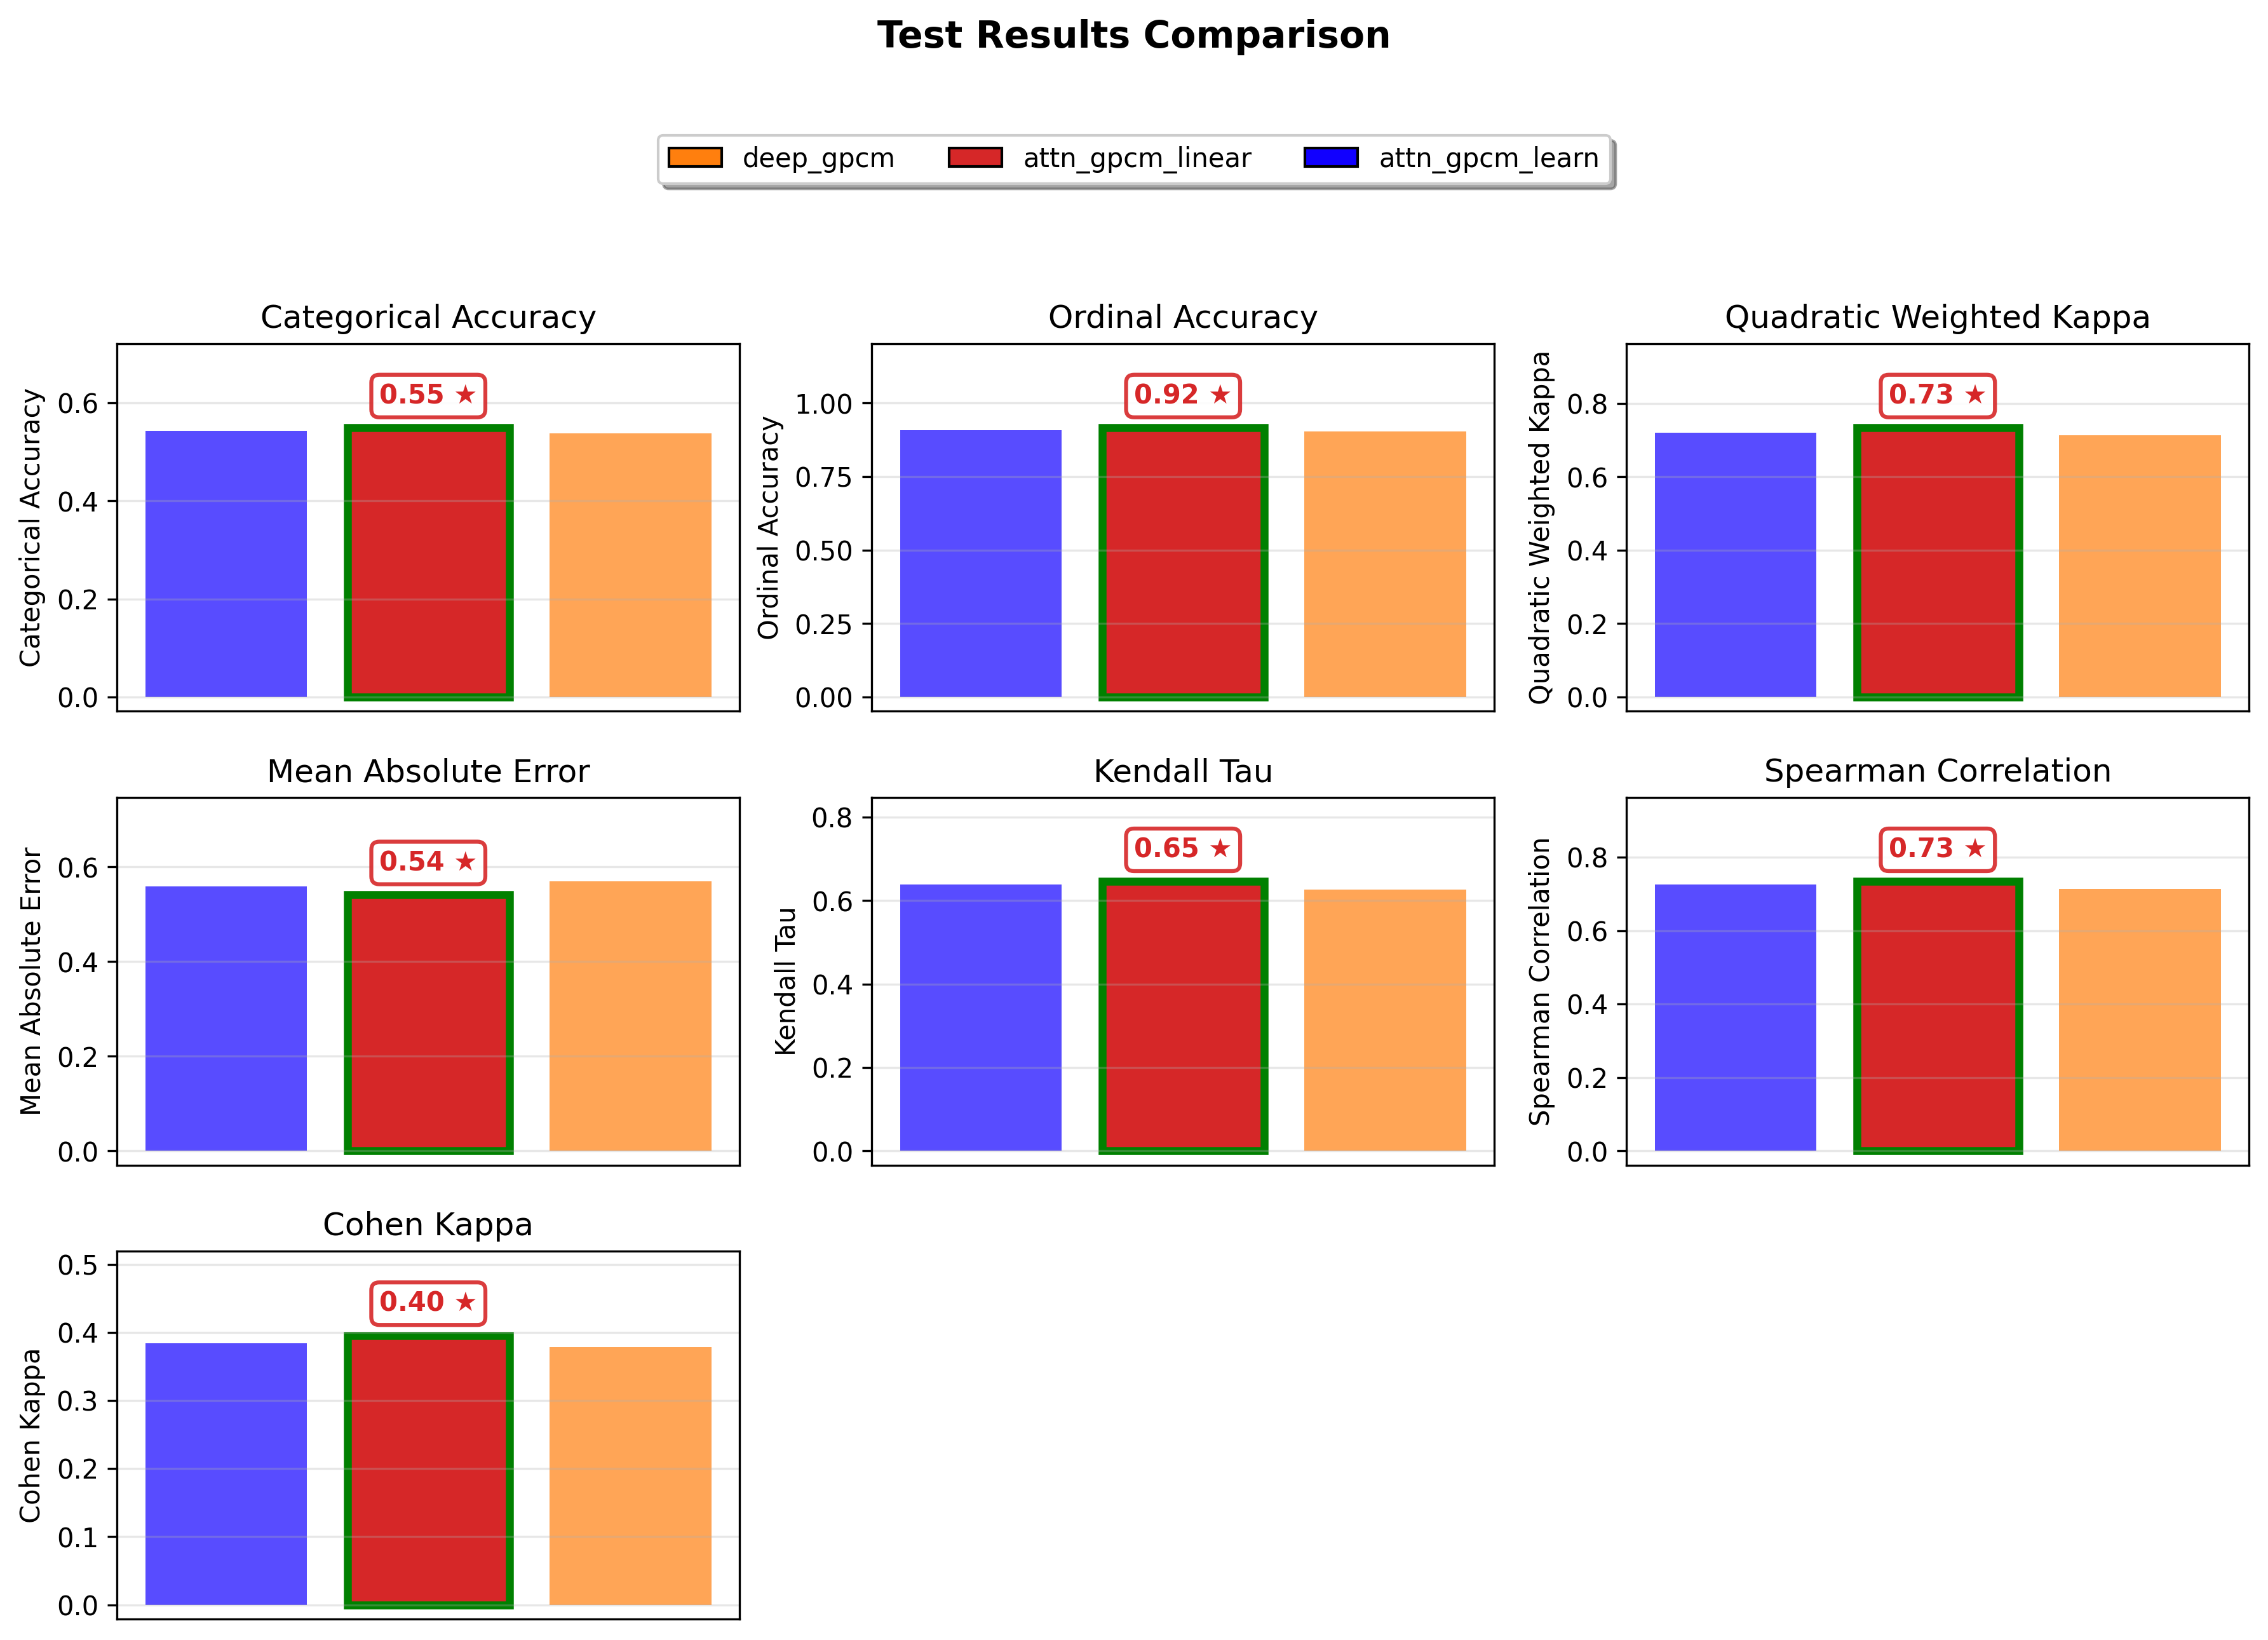 Test Results Comparison
deep_gpcm attn_gpcm_linear attn_gpcm_learn
Categorical Accuracy
Categorical Accuracy
0.6
0.4
0.2
0.0
0.55 ★
Ordinal Accuracy
Ordinal Accuracy
1.00
0.75
0.50
0.25
0.00
0.92 ★
Quadratic Weighted Kappa
Quadratic Weighted Kappa
0.8
0.6
0.4
0.2
0.0
0.73 ★
Mean Absolute Error
Mean Absolute Error
0.6
0.4
0.2
0.0
0.54 ★
Kendall Tau
Kendall Tau
0.8
0.6
0.4
0.2
0.0
0.65 ★
Spearman Correlation
Spearman Correlation
0.8
0.6
0.4
0.2
0.0
0.73 ★
Cohen Kappa
Cohen Kappa
0.5
0.4
0.3
0.2
0.1
0.0
0.40 ★